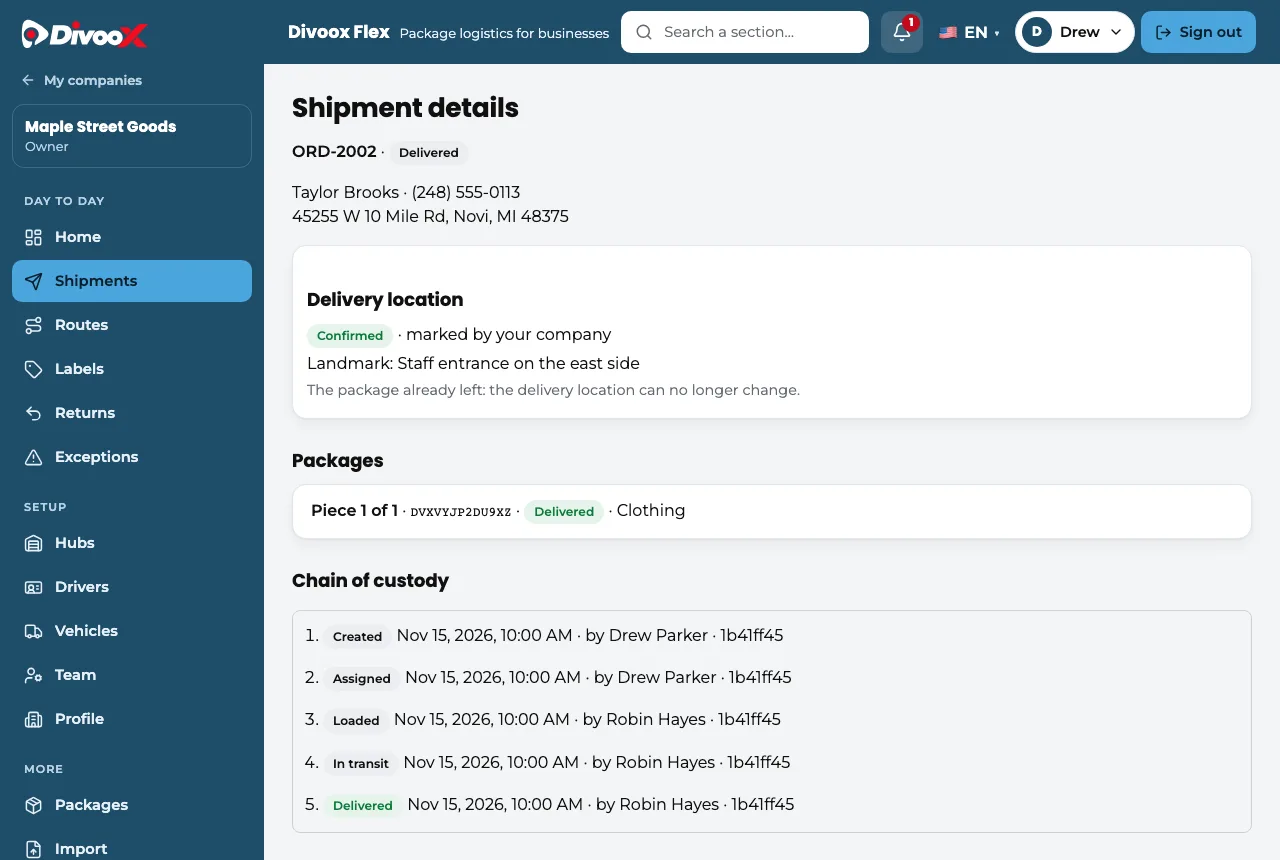 DivooX
Divoox Flex Package logistics for businesses
Search a section...
1
EN
D Drew
Sign out
My companies
Maple Street Goods
Owner
DAY TO DAY
Home
Shipments
Routes
Labels
Returns
Exceptions
SETUP
Hubs
Drivers
Vehicles
Team
Profile
MORE
Packages
Import
Shipment details
ORD-2002 · Delivered
Taylor Brooks · (248) 555-0113
45255 W 10 Mile Rd, Novi, MI 48375
Delivery location
Confirmed · marked by your company
Landmark: Staff entrance on the east side
The package already left: the delivery location can no longer change.
Packages
Piece 1 of 1 · DVXVYJP2DU9XZ · Delivered · Clothing
Chain of custody
1. Created Nov 15, 2026, 10:00 AM · by Drew Parker · 1b41ff45
2. Assigned Nov 15, 2026, 10:00 AM · by Drew Parker · 1b41ff45
3. Loaded Nov 15, 2026, 10:00 AM · by Robin Hayes · 1b41ff45
4. In transit Nov 15, 2026, 10:00 AM · by Robin Hayes · 1b41ff45
5. Delivered Nov 15, 2026, 10:00 AM · by Robin Hayes · 1b41ff45